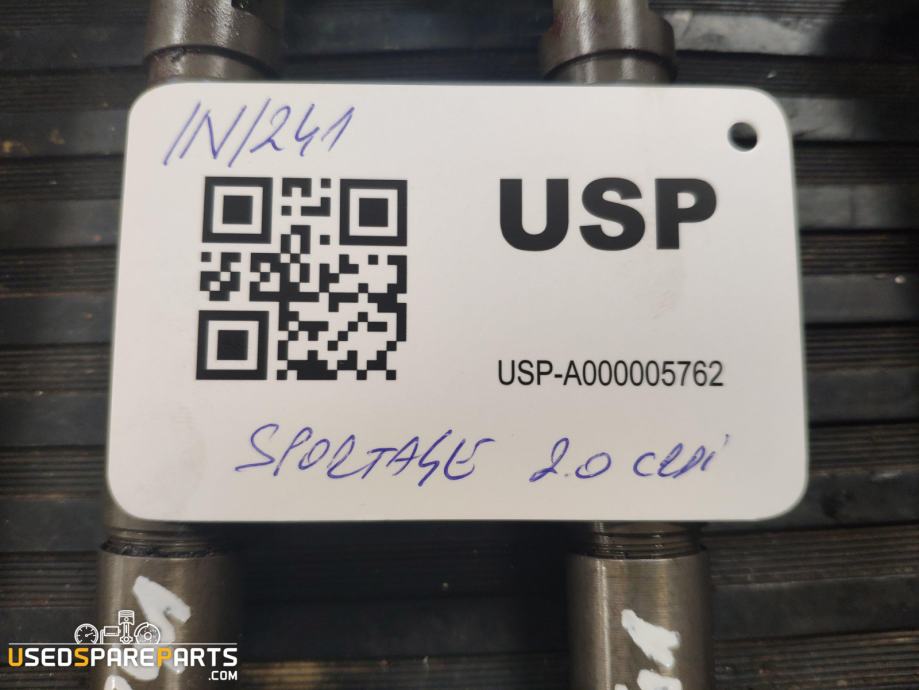 IN/241
USP
USP-A000005762
SPORTAGE 2.0 CRDi
USEDSPAREPARTS
.COM